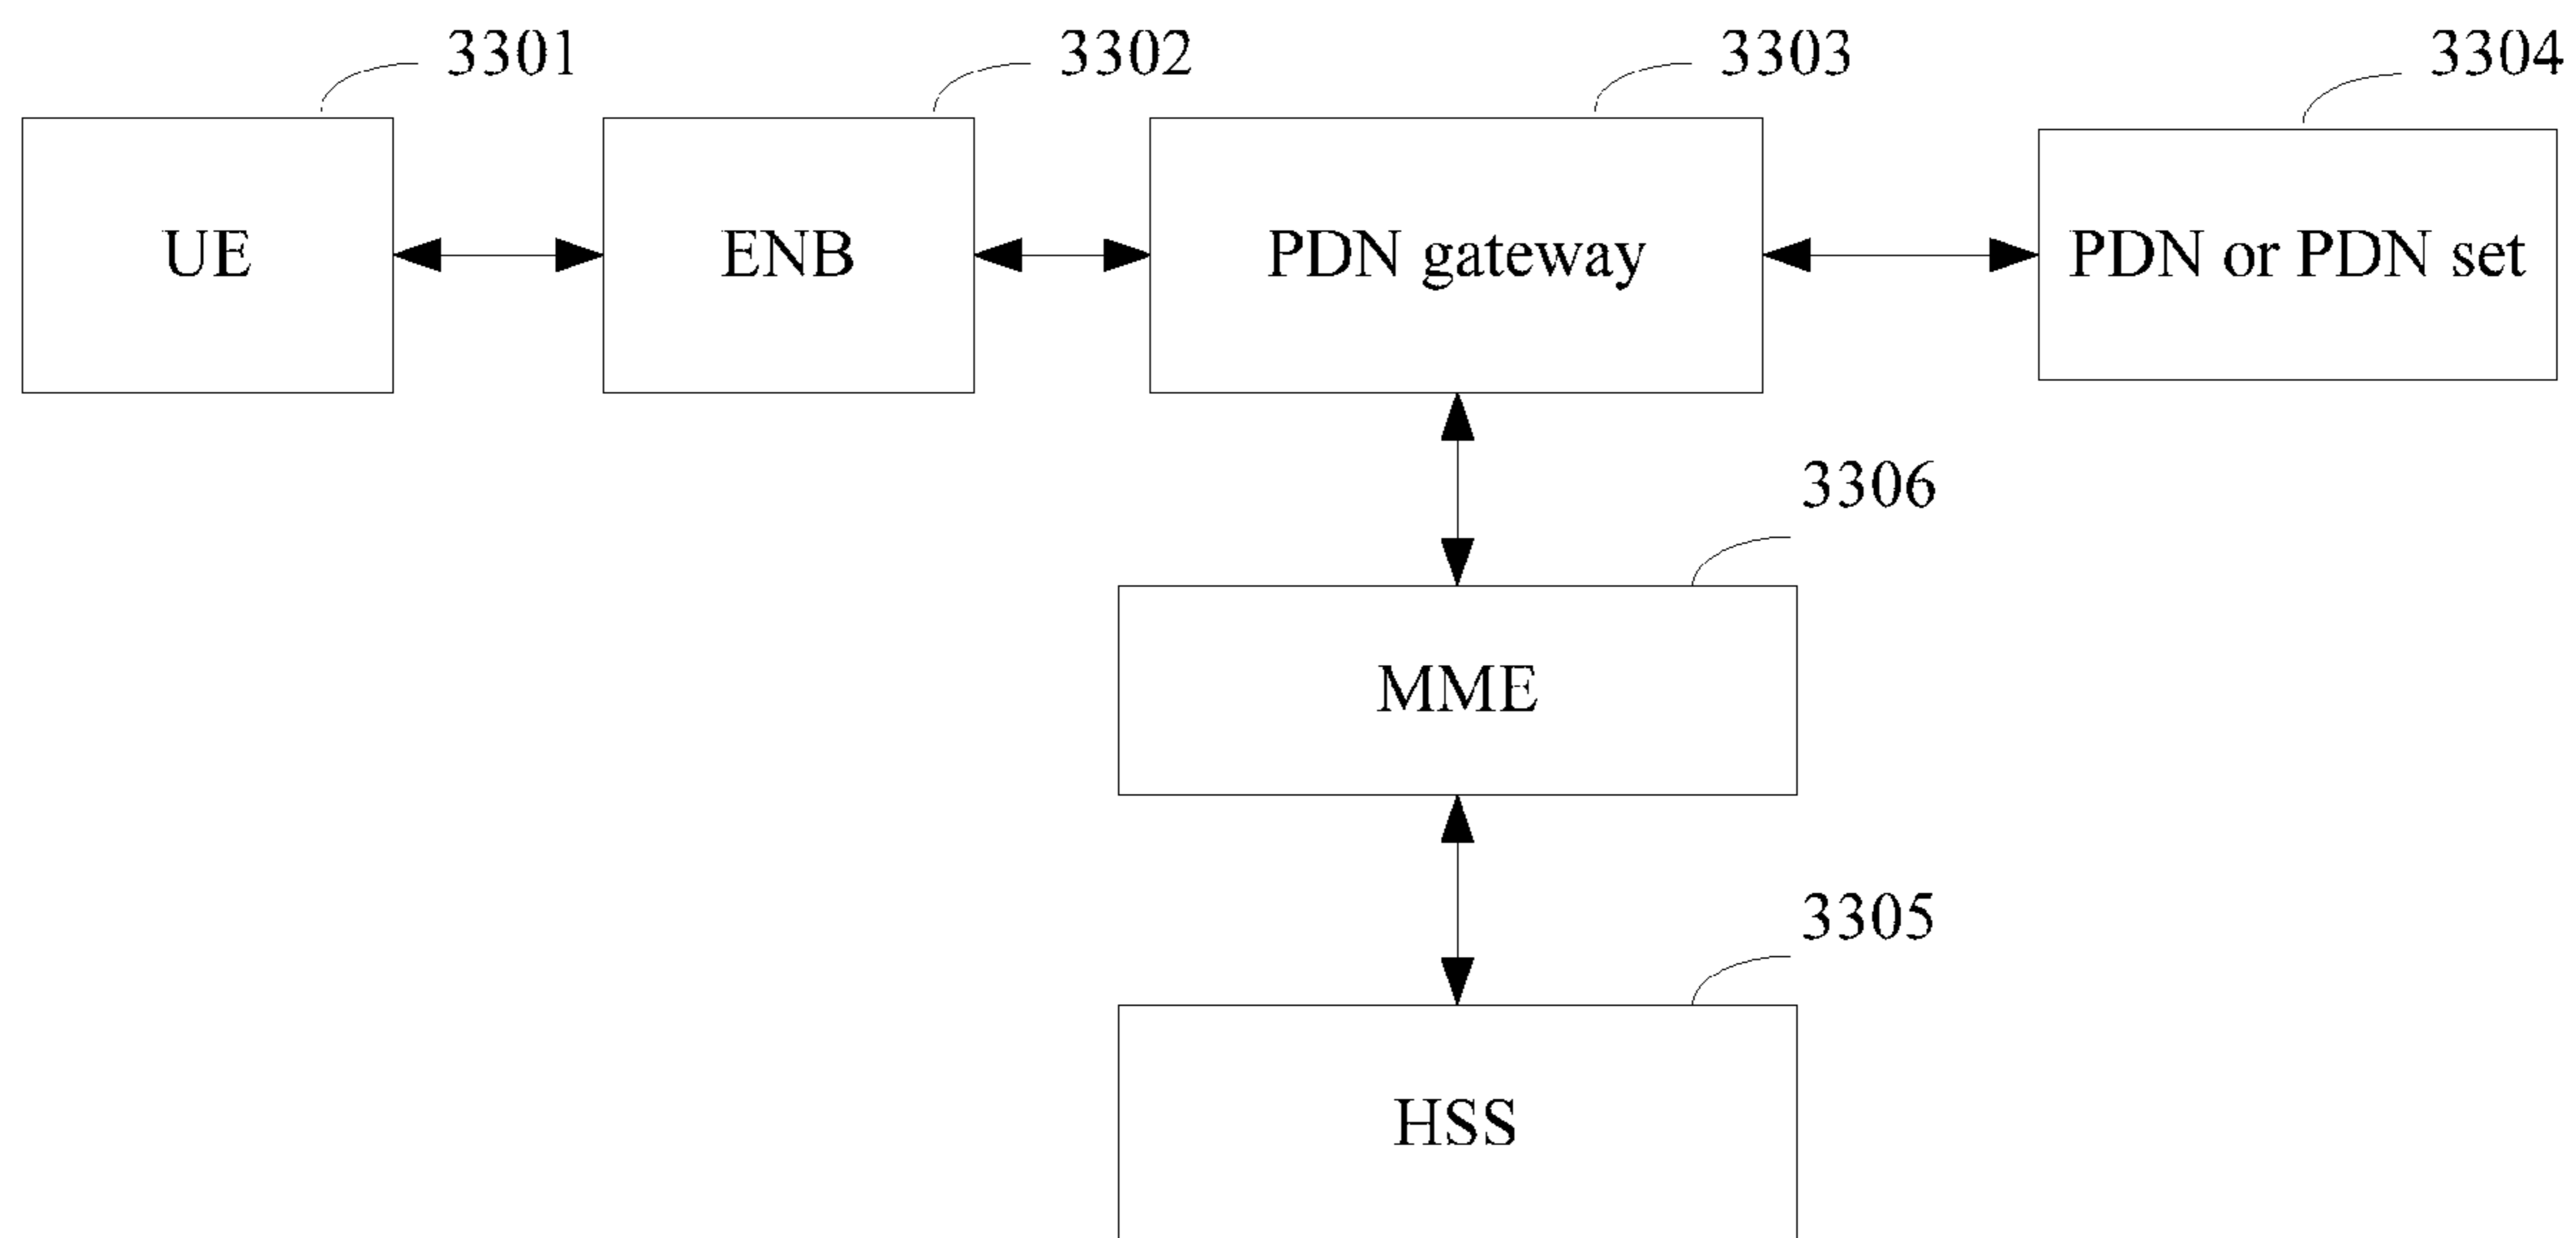 3301
3302
3303
3304
UE
ENB
PDN gateway
PDN or PDN set
3306
MME
3305
HSS